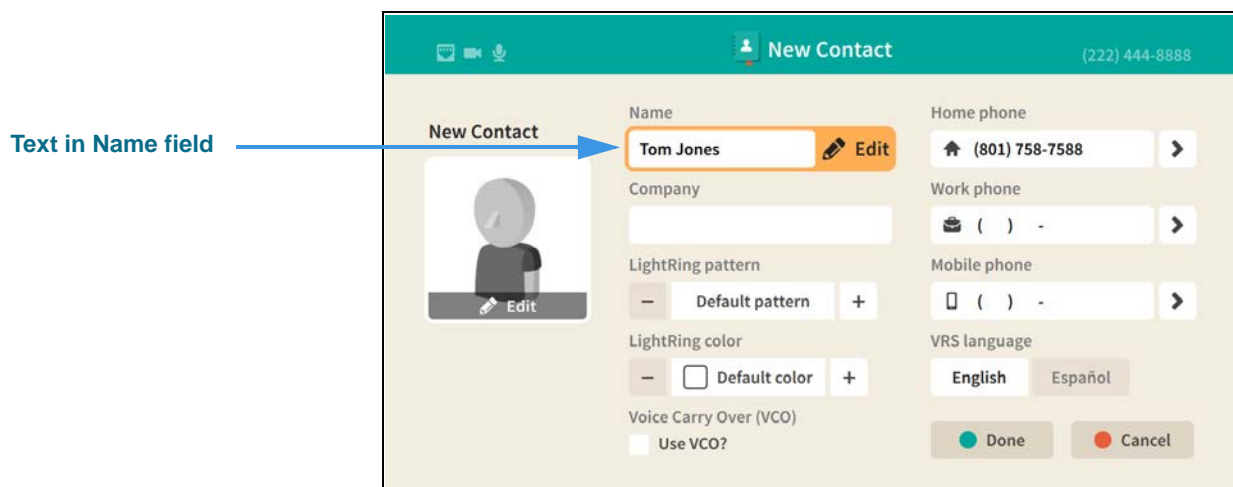 New Contact
(222) 444-8888
Text in Name field
New Contact
Edit
Name
Tom Jones
Edit
Company
LightRing pattern
− Default pattern +
LightRing color
− Default color +
Voice Carry Over (VCO)
Use VCO?
Home phone
(801) 758-7588
Work phone
( ) -
Mobile phone
( ) -
VRS language
English Español
Done Cancel